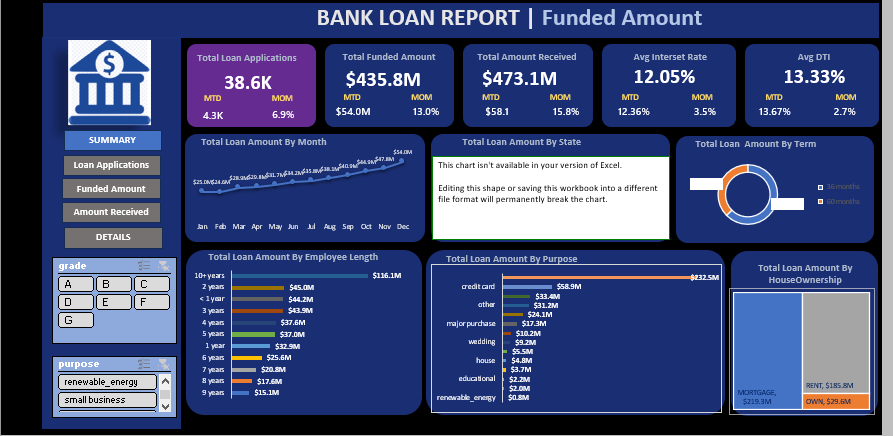 BANK LOAN REPORT | Funded Amount
SUMMARY
Loan Applications
Funded Amount
Amount Received
DETAILS
grade
A
B
C
D
E
F
G
purpose
renewable_energy
small business
Total Loan Applications
38.6K
MTD
MOM
4.3K
6.9%
Total Funded Amount
$435.8M
MTD
MOM
$54.0M
13.0%
Total Amount Received
$473.1M
MTD
MOM
$58.1
15.8%
Avg Interset Rate
12.05%
MTD
MOM
12.36%
3.5%
Avg DTI
13.33%
MTD
MOM
13.67%
2.7%
Total Loan Amount By Month
$25.0M
$24.6M
$28.9M
$29.8M
$31.7M
$34.2M
$35.8M
$38.1M
$40.9M
$44.9M
$47.8M
$54.0M
Jan Feb Mar Apr May Jun Jul Aug Sep Oct Nov Dec
Total Loan Amount By State
This chart isn't available in your version of Excel.
Editing this shape or saving this workbook into a different
file format will permanently break the chart.
Total Loan Amount By Term
36 months
60 months
Total Loan Amount By Employee Length
10+ years $116.1M
2 years $45.0M
< 1 year $44.2M
3 years $43.9M
4 years $37.6M
5 years $37.0M
1 year $32.9M
6 years $25.6M
7 years $20.8M
8 years $17.6M
9 years $15.1M
Total Loan Amount By Purpose
$232.5M
credit card $58.9M
$33.4M
other $31.2M
$24.1M
major purchase $17.3M
$10.2M
wedding $9.2M
$5.5M
house $4.8M
$3.7M
educational $2.2M
$2.0M
renewable_energy $0.8M
Total Loan Amount By
HouseOwnership
MORTGAGE,
$219.3M
RENT, $185.8M
OWN, $29.6M